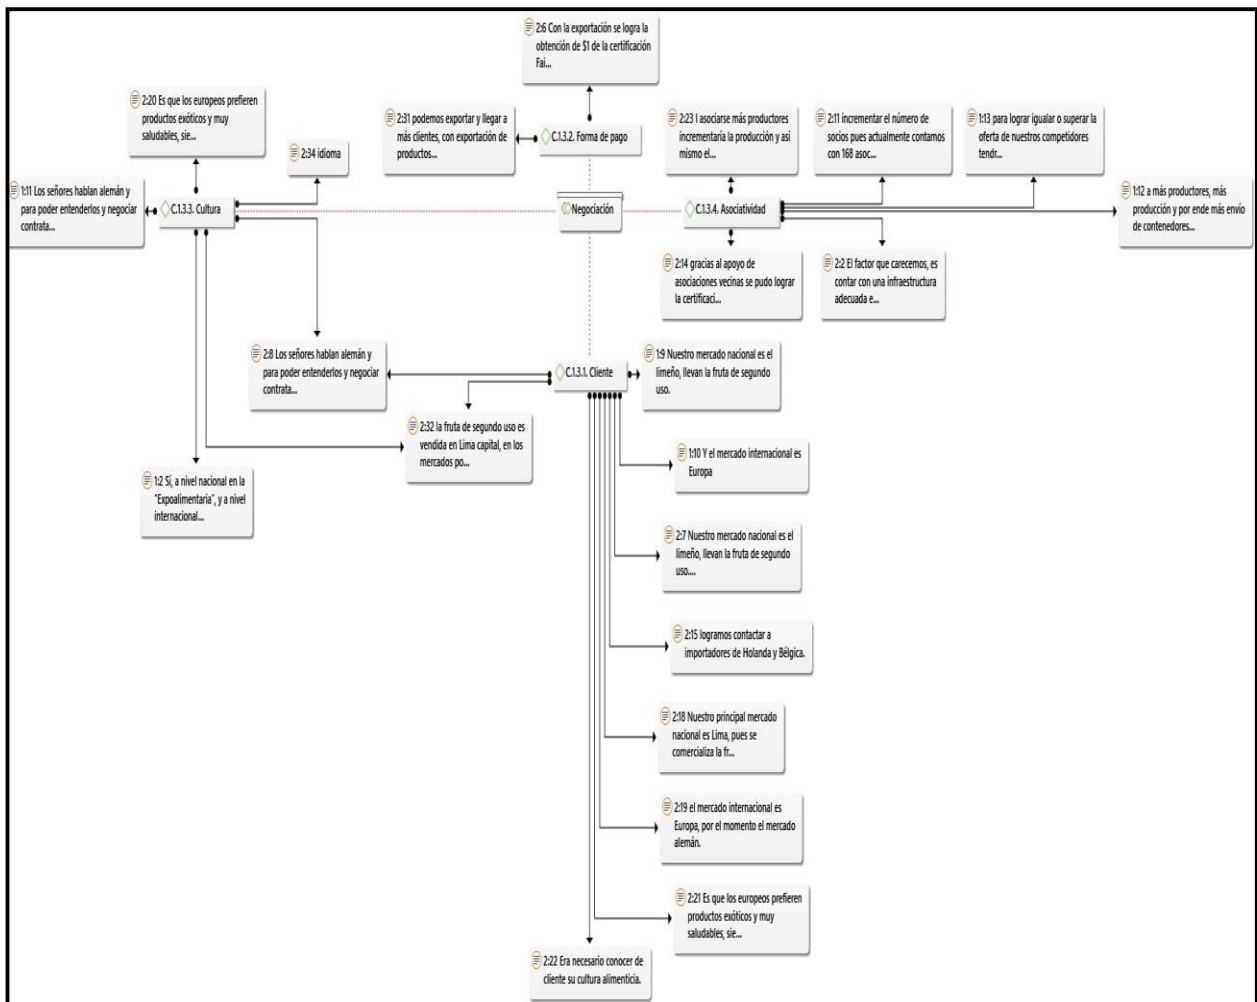 2:6 Con la exportación se logra la
obtención de $1 de la certificación
Fai...
2:20 Es que los europeos prefieren
productos exóticos y muy
saludables, sie...
2:31 podemos exportar y llegar a
más clientes, con exportación de
productos...
C.1.3.2. Forma de pago
2:23 l asociarse más productores
incrementaría la producción y así
mismo el...
2:11 incrementar el número de
socios pues actualmente contamos
con 168 asoc...
1:13 para lograr igualar o superar la
oferta de nuestros competidores
tendr...
2:34 idioma
1:11 Los señores hablan alemán y
para poder entenderlos y negociar
contrata...
C.1.3.3. Cultura
Negociación
C.1.3.4. Asociatividad
1:12 a más productores, más
producción y por ende más envío
de contenedores...
2:14 gracias al apoyo de
asociaciones vecinas se pudo lograr
la certificaci...
2:2 El factor que carecemos, es
contar con una infraestructura
adecuada e...
2:8 Los señores hablan alemán y
para poder entenderlos y negociar
contrata...
C.1.3.1. Cliente
1:9 Nuestro mercado nacional es el
limeño, llevan la fruta de segundo
uso.
2:32 la fruta de segundo uso es
vendida en Lima capital, en los
mercados po...
1:10 Y el mercado internacional es
Europa
1:2 Sí, a nivel nacional en la
"Expoalimentaria", y a nivel
internacional...
2:7 Nuestro mercado nacional es el
limeño, llevan la fruta de segundo
uso....
2:15 logramos contactar a
importadores de Holanda y Bélgica.
2:18 Nuestro principal mercado
nacional es Lima, pues se
comercializa la fr...
2:19 el mercado internacional es
Europa, por el momento el mercado
alemán.
2:21 Es que los europeos prefieren
productos exóticos y muy
saludables, sie...
2:22 Era necesario conocer de
cliente su cultura alimenticia.